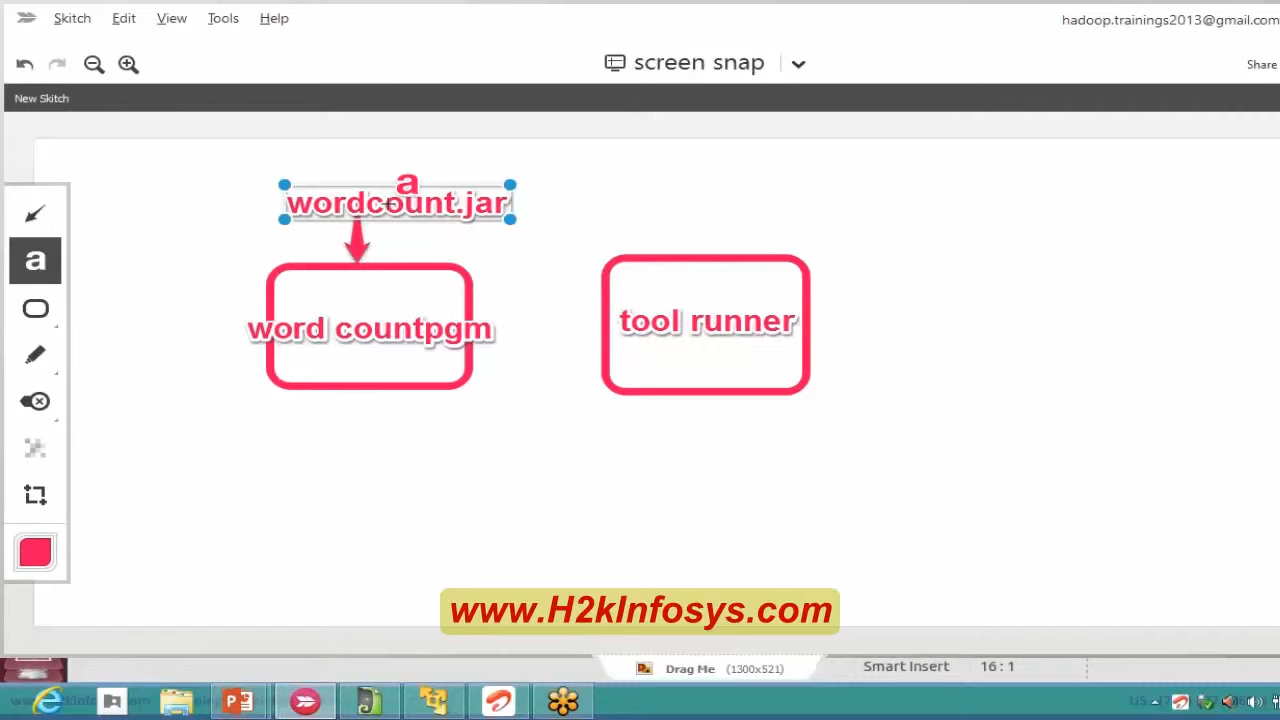 Skitch Edit View Tools Help
hadoop.trainings2013@gmail.com
screen snap
Share
New Skitch
a
wordcount.jar
a
word countpgm
tool runner
www.H2kInfosys.com
Drag Me (1300x521)
Smart Insert 16 : 1
US